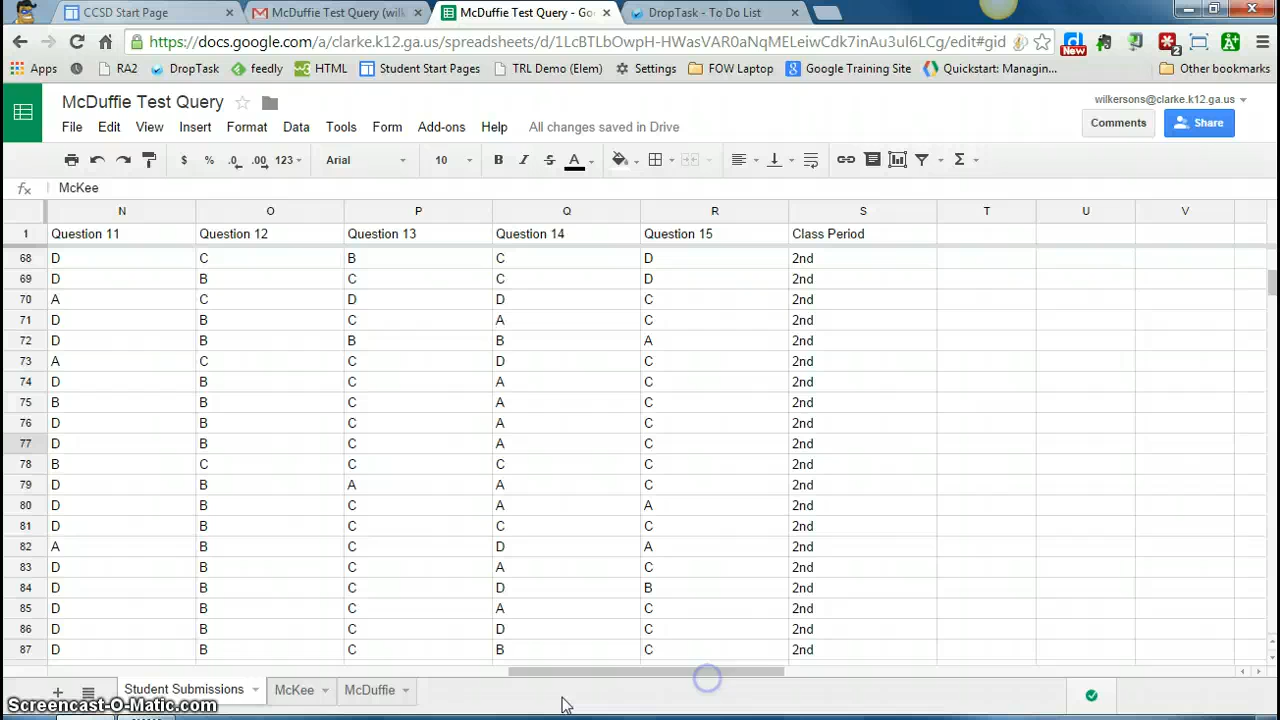 CCSD Start Page × McDuffie Test Query (wilk × McDuffie Test Query - Go × DropTask - To Do List ×
https://docs.google.com/a/clarke.k12.ga.us/spreadsheets/d/1LcBTLbOwpH-HWasVAR0aNqMELeiwCdk7inAu3ul6LCg/edit#gid
New 2
Apps RA2 DropTask feedly HTML Student Start Pages TRL Demo (Elem) Settings FOW Laptop Google Training Site Quickstart: Managin... Other bookmarks
McDuffie Test Query wilkersons@clarke.k12.ga.us
File Edit View Insert Format Data Tools Form Add-ons Help All changes saved in Drive Comments Share
$ % .0 .00 123 Arial 10 B I S A Σ
fx McKee
N O P Q R S T U V
1 Question 11 Question 12 Question 13 Question 14 Question 15 Class Period
68 D C B C D 2nd
69 D B C C D 2nd
70 A C D D C 2nd
71 D B C A C 2nd
72 D B B B A 2nd
73 A C C D C 2nd
74 D B C A C 2nd
75 B B C A C 2nd
76 D B C A C 2nd
77 D B C A C 2nd
78 B C C C C 2nd
79 D B A A C 2nd
80 D B C A A 2nd
81 D B C C C 2nd
82 A B C D A 2nd
83 D B C A C 2nd
84 D B C D B 2nd
85 D B C A C 2nd
86 D B C D C 2nd
87 D B C B C 2nd
+ Student Submissions McKee McDuffie
Screencast-O-Matic.com